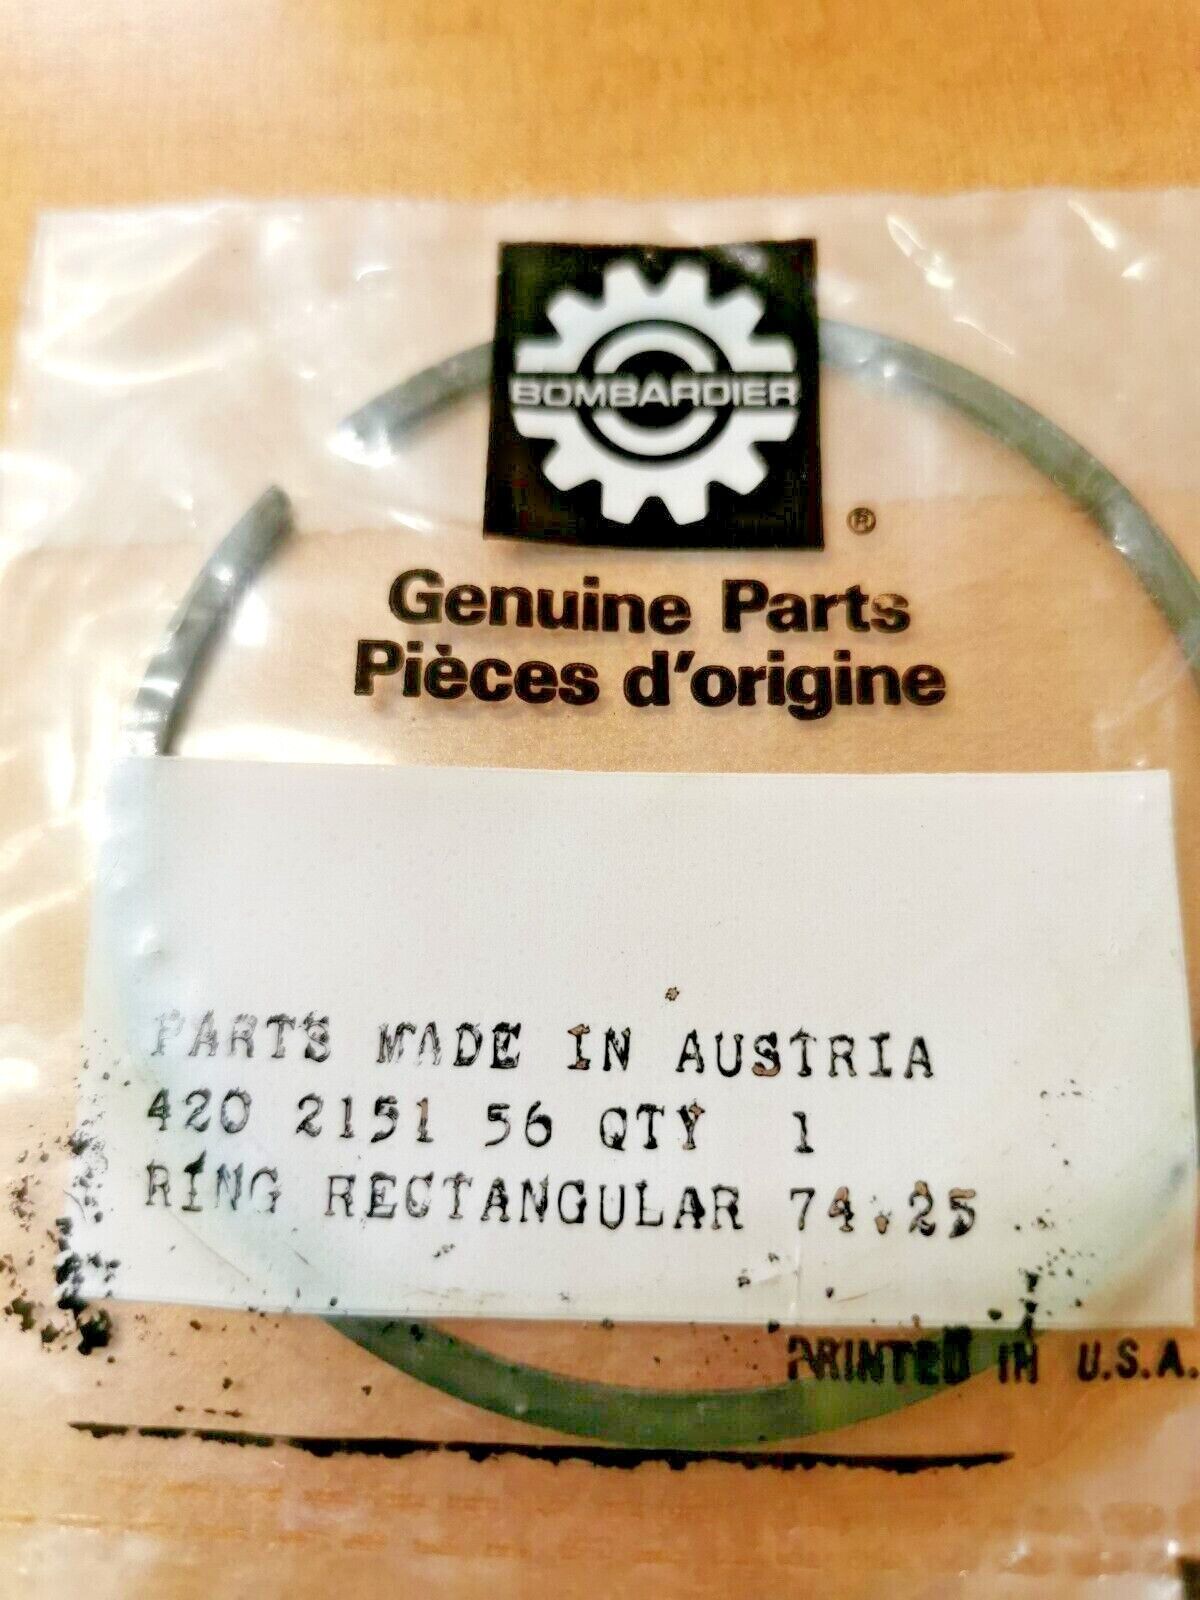 BOMBARDIER
®
Genuine Parts
Pièces d'origine
PARTS MADE IN AUSTRIA
420 2151 56 QTY 1
RING RECTANGULAR 74.25
PRINTED IN U.S.A.